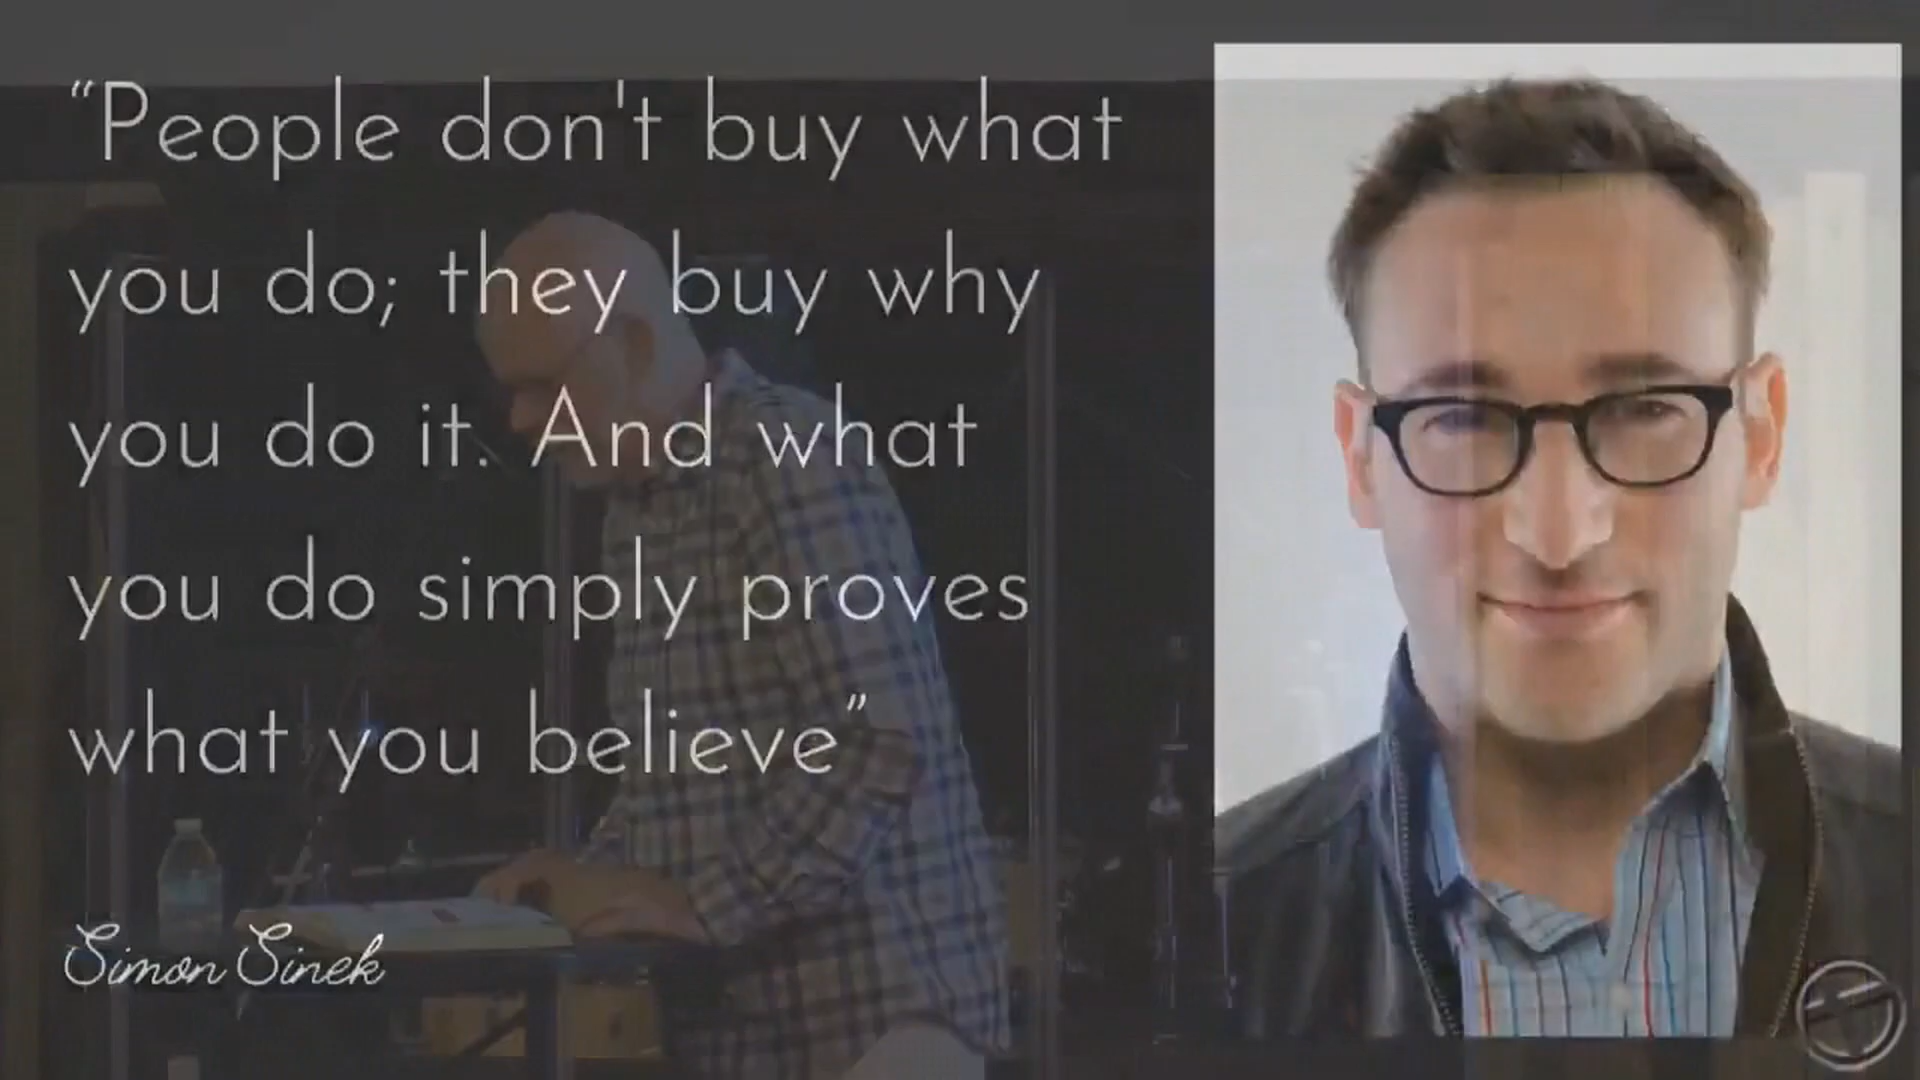 “People don't buy what
you do; they buy why
you do it. And what
you do simply proves
what you believe”
Simon Sinek